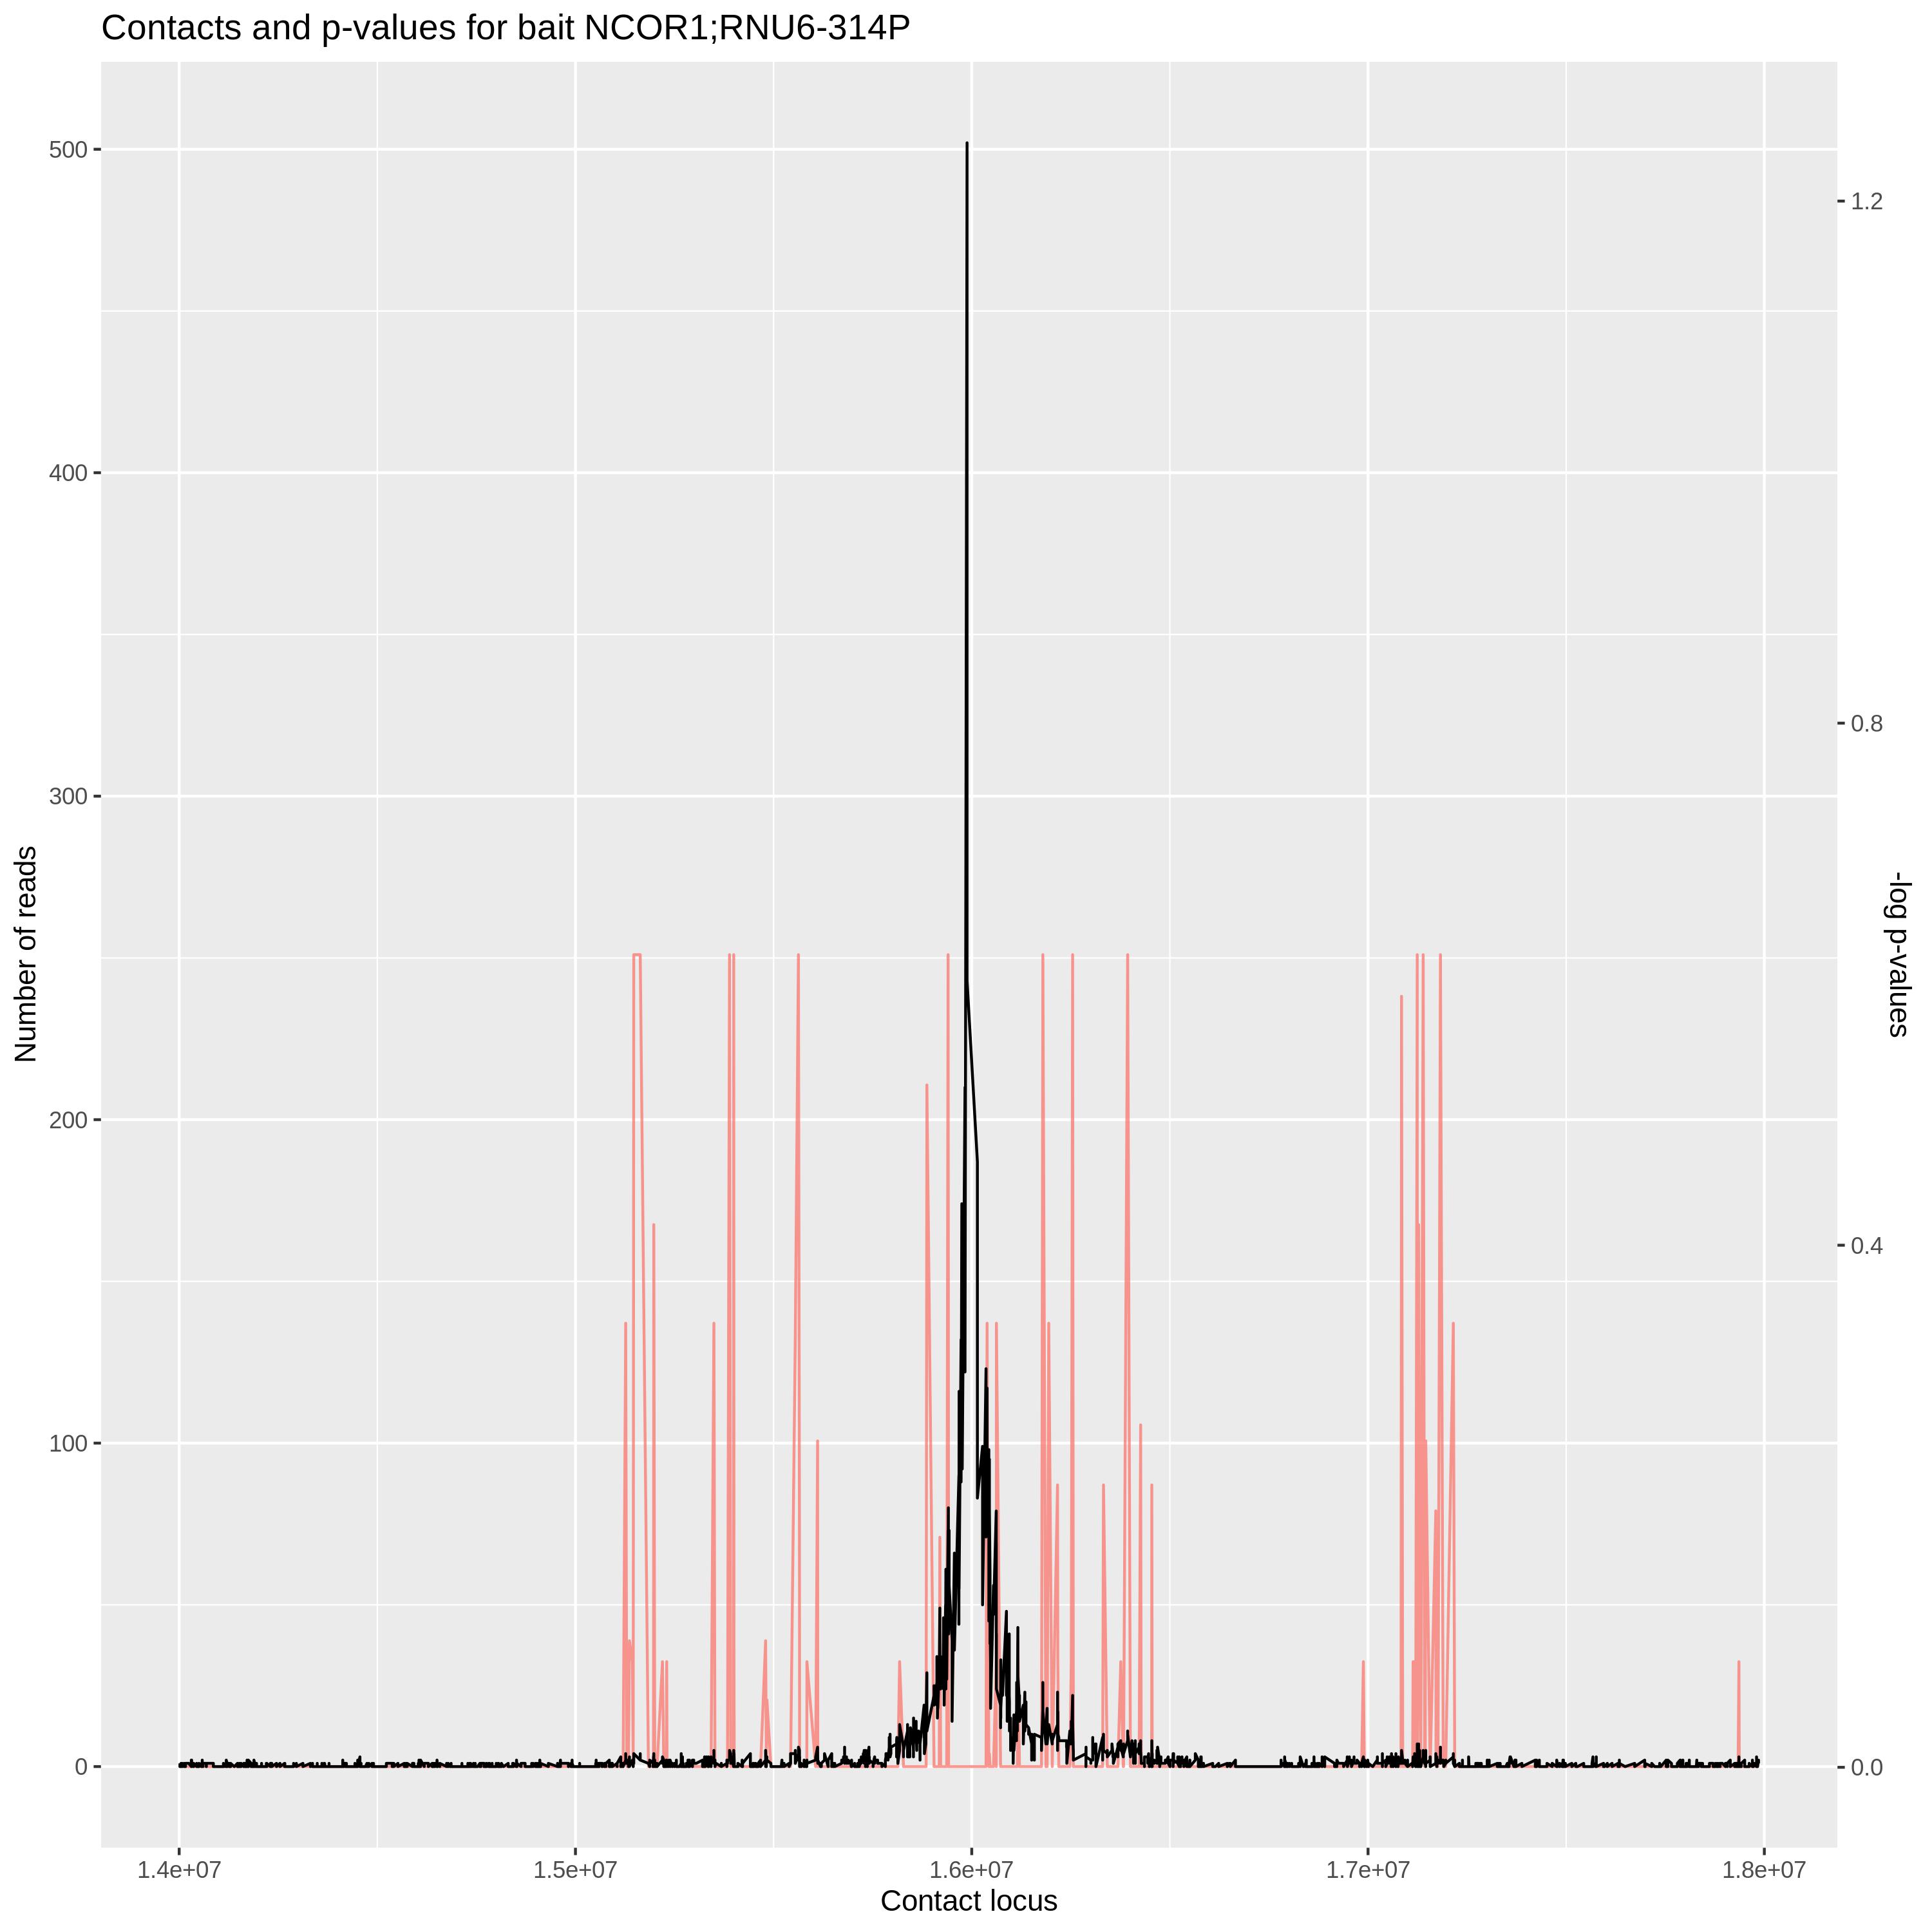 Contacts and p-values for bait NCOR1;RNU6-314P
500
400
300
200
100
0
Number of reads
1.2
0.8
0.4
0.0
-log p-values
1.4e+07 1.5e+07 1.6e+07 1.7e+07 1.8e+07
Contact locus